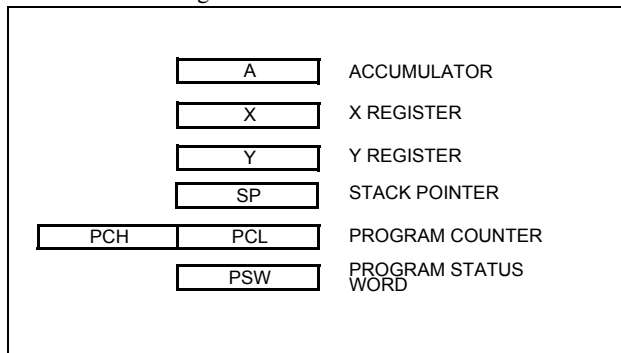 A ACCUMULATOR
X X REGISTER
Y Y REGISTER
SP STACK POINTER
PCH PCL PROGRAM COUNTER
PSW PROGRAM STATUS
WORD